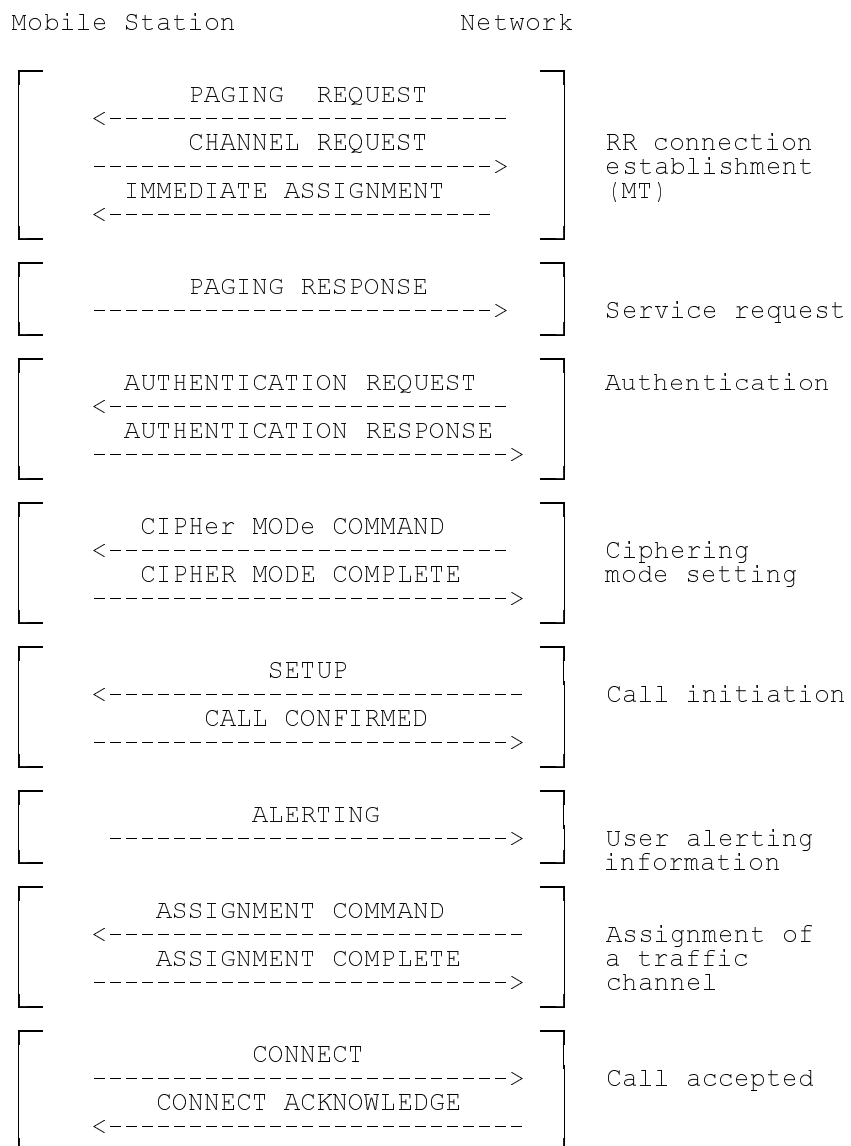 Mobile Station Network
PAGING REQUEST
<-------------------------
CHANNEL REQUEST
------------------------->
IMMEDIATE ASSIGNMENT
<------------------------
RR connection
establishment
(MT)
PAGING RESPONSE
------------------------->
Service request
AUTHENTICATION REQUEST
<-------------------------
AUTHENTICATION RESPONSE
-------------------------->
Authentication
CIPHer MODe COMMAND
<-------------------------
CIPHER MODE COMPLETE
-------------------------->
Ciphering
mode setting
SETUP
<--------------------------
CALL CONFIRMED
-------------------------->
Call initiation
ALERTING
------------------------->
User alerting
information
ASSIGNMENT COMMAND
<--------------------------
ASSIGNMENT COMPLETE
-------------------------->
Assignment of
a traffic
channel
CONNECT
-------------------------->
CONNECT ACKNOWLEDGE
<--------------------------
Call accepted